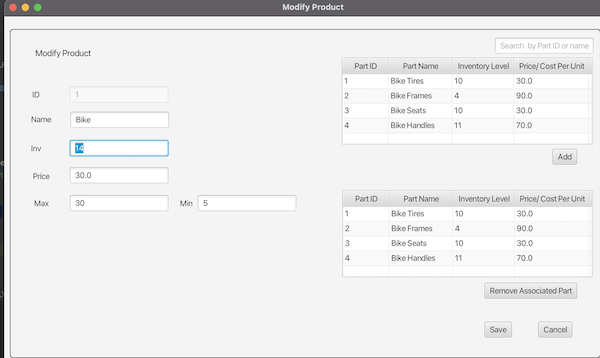 Modify Product
Modify Product
Search by Part ID or name
ID 1
Name Bike
Inv 14
Price 30.0
Max 30 Min 5
Part ID Part Name Inventory Level Price/ Cost Per Unit
1 Bike Tires 10 30.0
2 Bike Frames 4 90.0
3 Bike Seats 10 30.0
4 Bike Handles 11 70.0
Add
Part ID Part Name Inventory Level Price/ Cost Per Unit
1 Bike Tires 10 30.0
2 Bike Frames 4 90.0
3 Bike Seats 10 30.0
4 Bike Handles 11 70.0
Remove Associated Part
Save Cancel